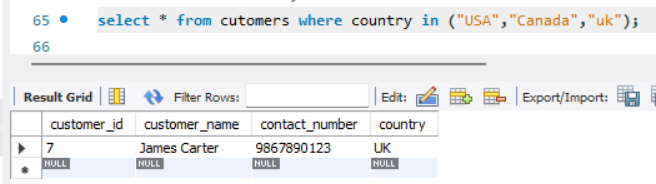 65 select * from cutomers where country in ("USA","Canada","uk");
66
Result Grid Filter Rows: Edit: Export/Import:
customer_id customer_name contact_number country
7 James Carter 9867890123 UK
NULL NULL NULL NULL